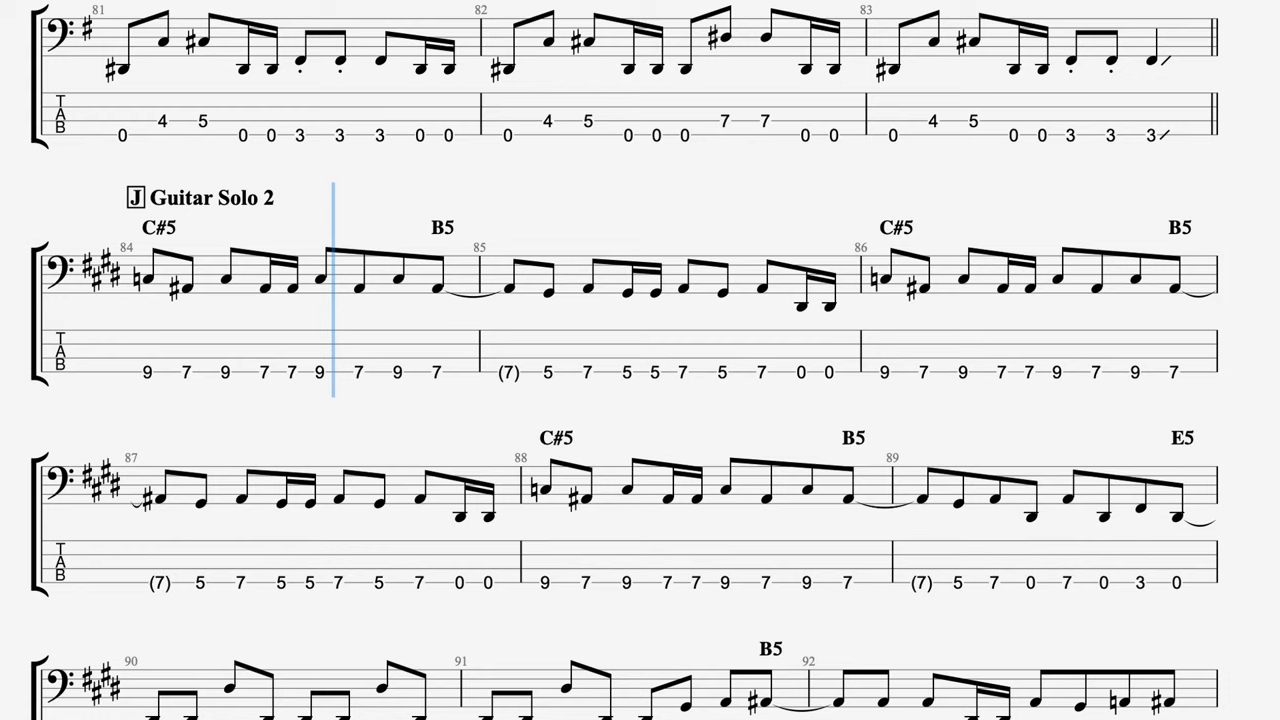 81 82 83
T
A
B
0 4 5 0 0 3 3 3 0 0 0 4 5 0 0 0 7 7 0 0 0 4 5 0 0 3 3 3
J Guitar Solo 2
C#5 B5 C#5 B5
84 85 86
T
A
B
9 7 9 7 7 9 7 9 7 (7) 5 7 5 5 7 5 7 0 0 9 7 9 7 7 9 7 9 7
C#5 B5 E5
87 88 89
T
A
B
(7) 5 7 5 5 7 5 7 0 0 9 7 9 7 7 9 7 9 7 (7) 5 7 0 7 0 3 0
B5
90 91 92